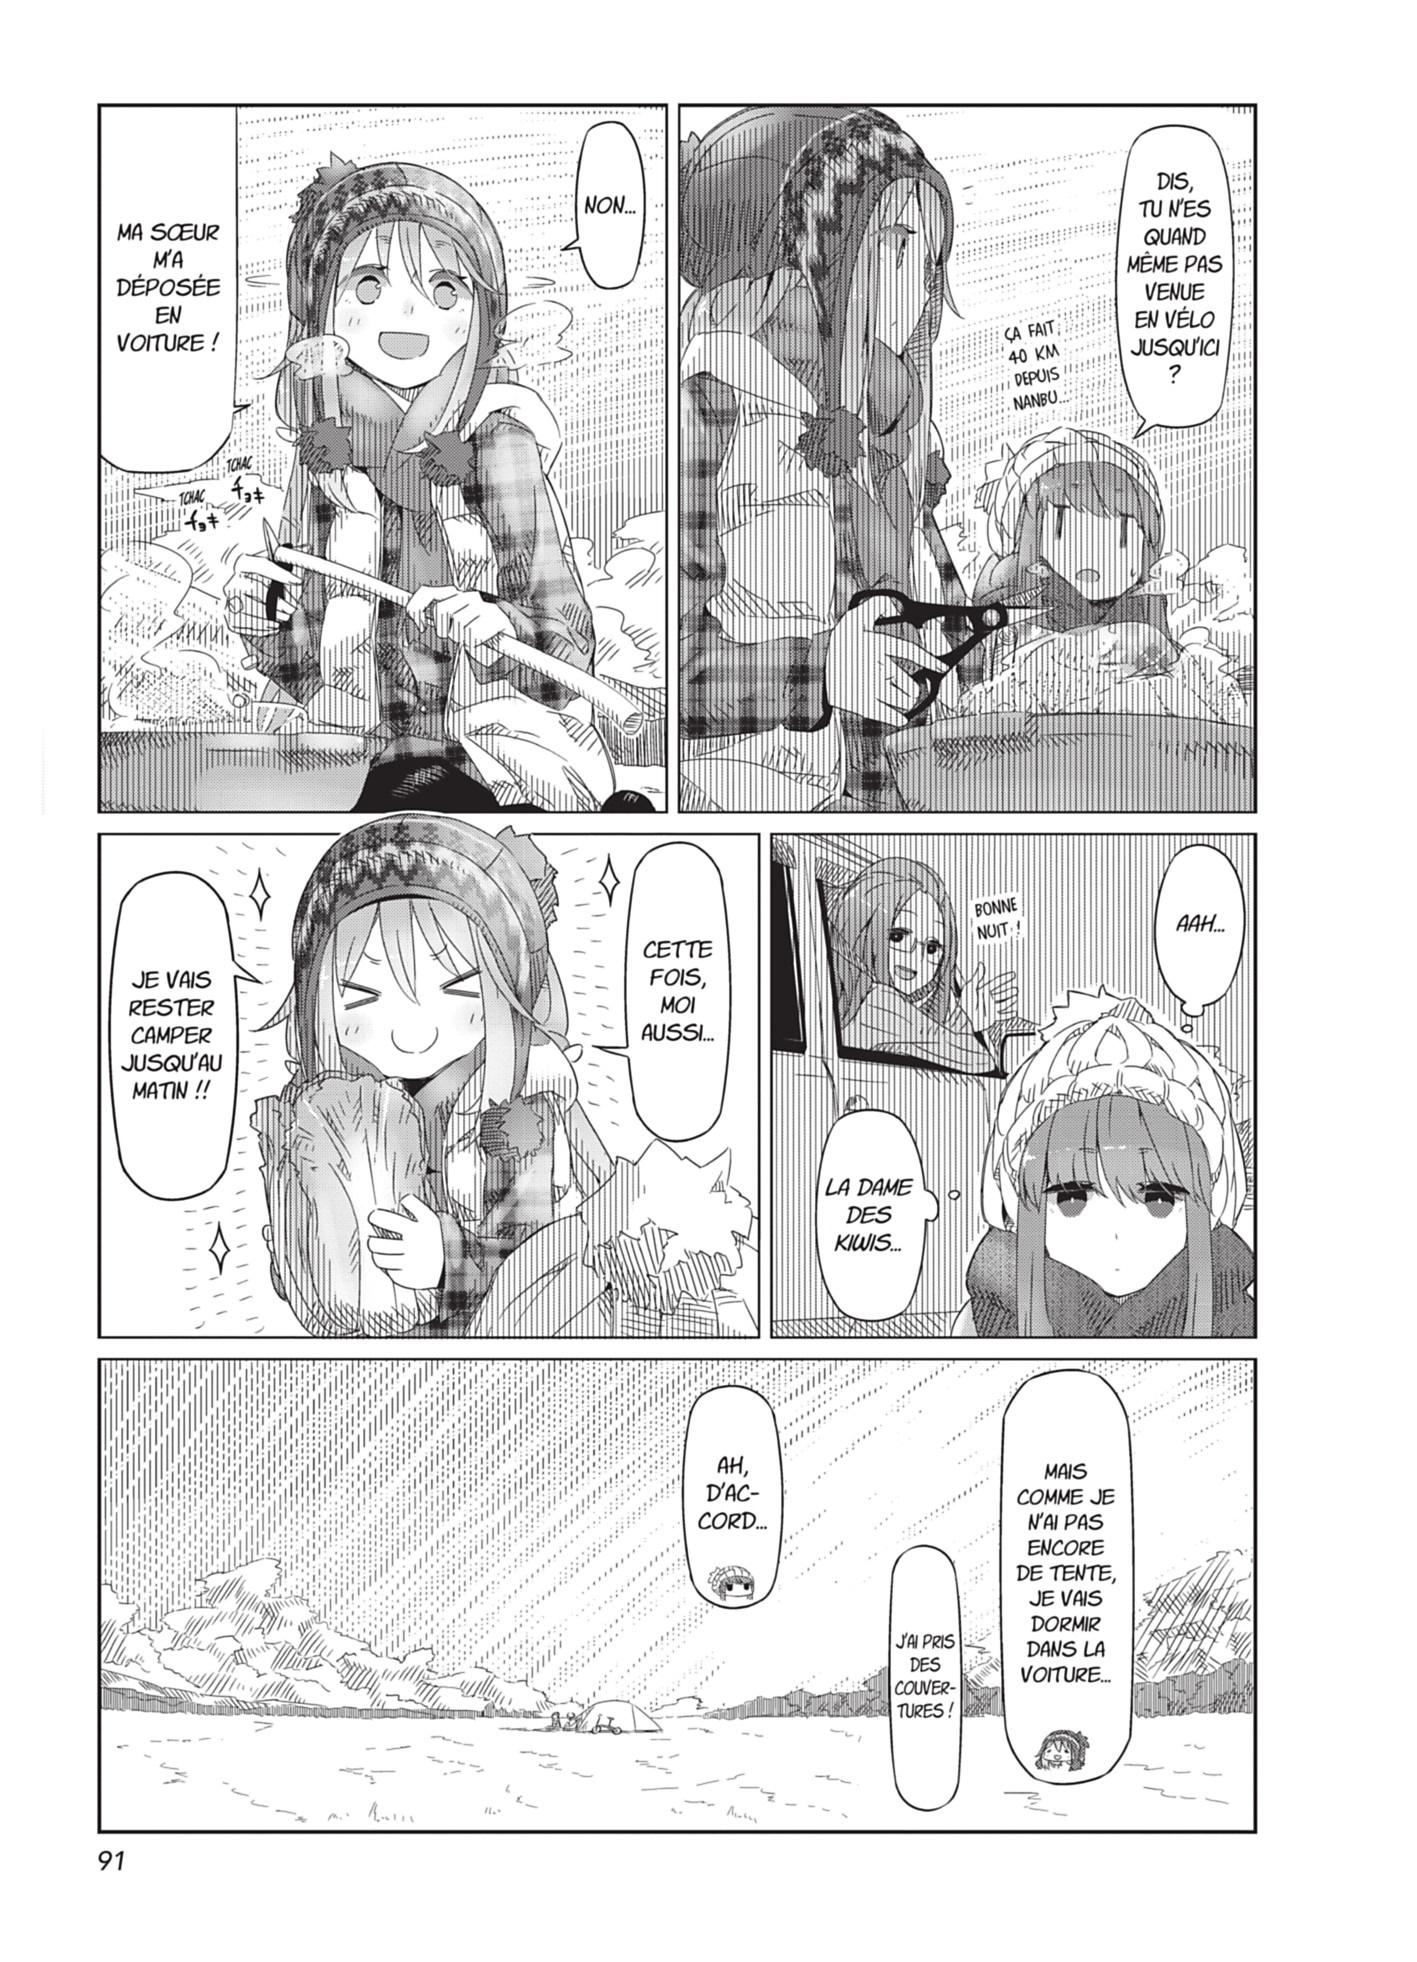 DIS,
TU N'ES
QUAND
MÊME PAS
VENUE
EN VÉLO
JUSQU'ICI
?
ÇA FAIT
40 KM
DEPUIS
NANBU...
NON...
MA SŒUR
M'A
DÉPOSÉE
EN
VOITURE !
TCHAC
チョキ
TCHAC
チョキ
AAH...
BONNE
NUIT !
LA DAME
DES
KIWIS...
CETTE
FOIS,
MOI
AUSSI...
JE VAIS
RESTER
CAMPER
JUSQU'AU
MATIN !!
MAIS
COMME JE
N'AI PAS
ENCORE
DE TENTE,
JE VAIS
DORMIR
DANS LA
VOITURE...
J'AI PRIS
DES
COUVER-
TURES !
AH,
D'AC-
CORD...
91